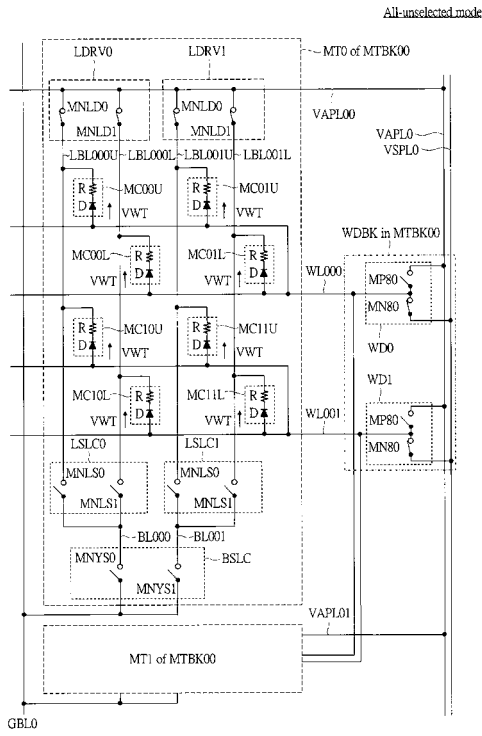 All-unselected mode
LDRV0 LDRV1 MT0 of MTBK00
MNLD0 MNLD0
MNLD1 MNLD1
VAPL00
VAPL0
VSPL0
LBL000U LBL000L LBL001U LBL001L
R MC00U R MC01U
D VWT D VWT
WDBK in MTBK00
MC00L R MC01L R
VWT D VWT D
WL000
MP80
MN80
WD0
R MC10U R MC11U
D VWT D VWT
WD1
MC10L R MC11L R
VWT D VWT D
WL001
MP80
MN80
LSLC0 LSLC1
MNLS0 MNLS0
MNLS1 MNLS1
BL000 BL001
MNYS0 BSLC
MNYS1
VAPL01
MT1 of MTBK00
GBL0